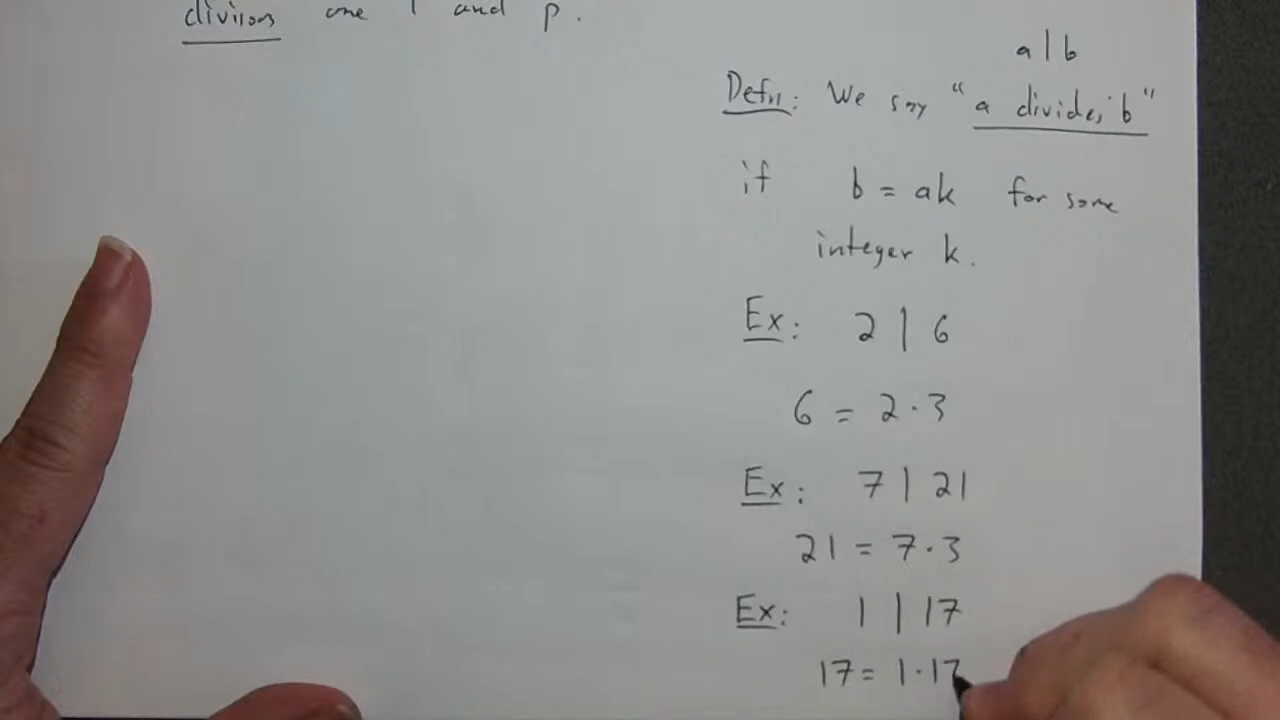 divisors are 1 and p.
a|b
Defn: We say "a divides b"
if b = ak for some
integer k.
Ex: 2 | 6
6 = 2·3
Ex: 7 | 21
21 = 7·3
Ex: 1 | 17
17 = 1·17